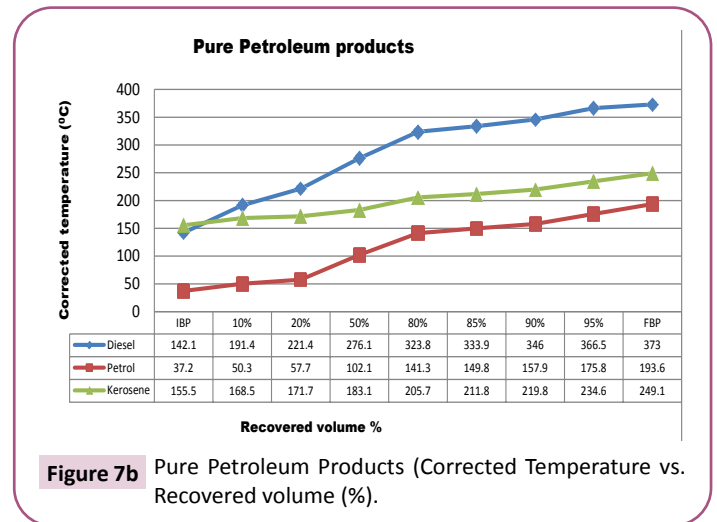 Pure Petroleum products
Corrected temperature (⁰C)
400
350
300
250
200
150
100
50
0
IBP 10% 20% 50% 80% 85% 90% 95% FBP
Diesel 142.1 191.4 221.4 276.1 323.8 333.9 346 366.5 373
Petrol 37.2 50.3 57.7 102.1 141.3 149.8 157.9 175.8 193.6
Kerosene 155.5 168.5 171.7 183.1 205.7 211.8 219.8 234.6 249.1
Recovered volume %
Figure 7b Pure Petroleum Products (Corrected Temperature vs.
Recovered volume (%).